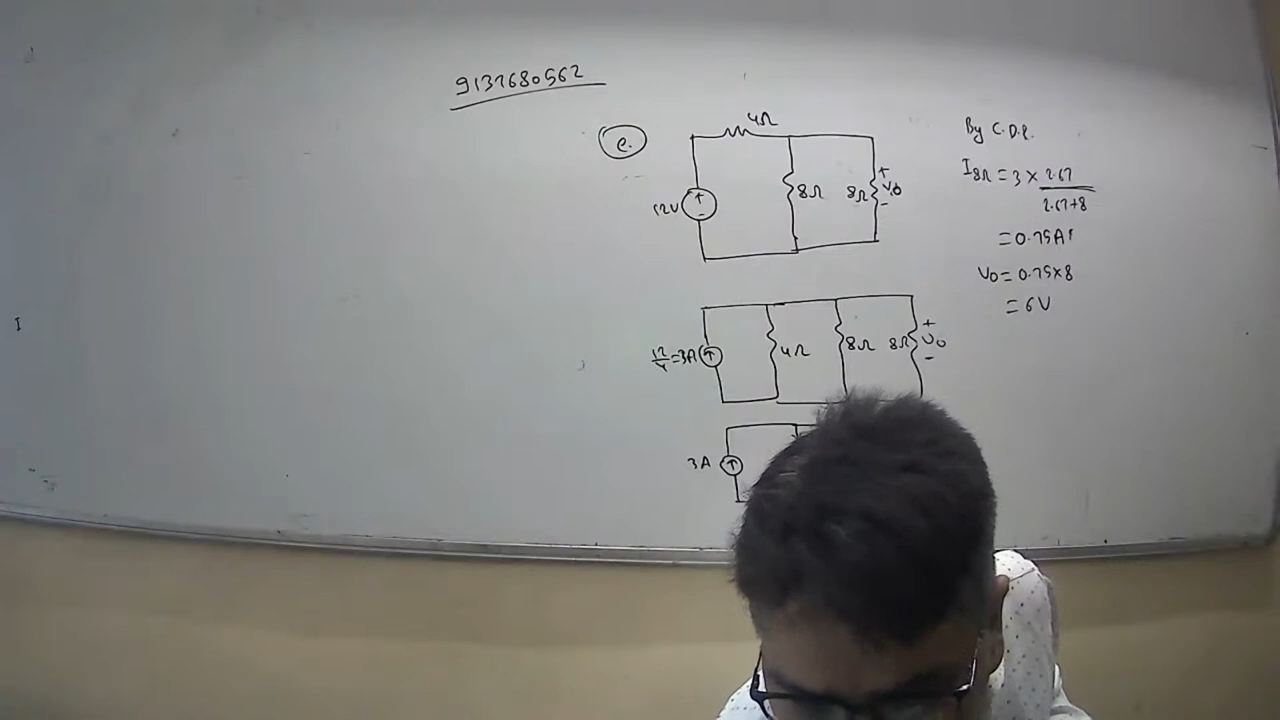 9137680562
e.
4Ω
12V
+
-
8Ω
8Ω
+
V0
-
12/4=3A
4Ω
8Ω
8Ω
+
V0
-
3A
By C.D.R.
I8Ω = 3 × 2.67/2.67+8
= 0.75A
V0 = 0.75×8
= 6V
I